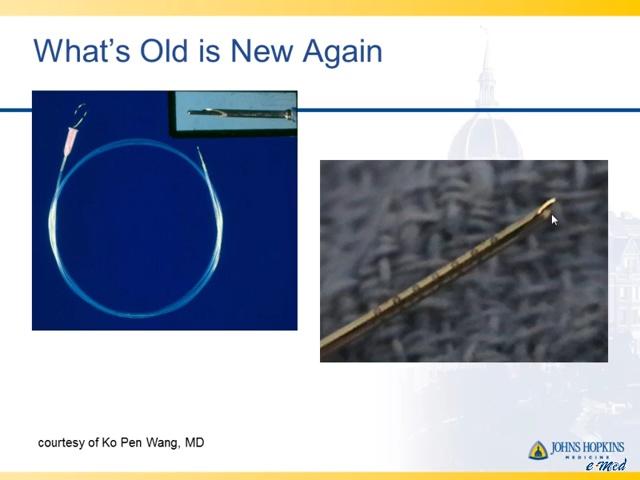 What's Old is New Again
courtesy of Ko Pen Wang, MD
JOHNS HOPKINS
MEDICINE
e-Med